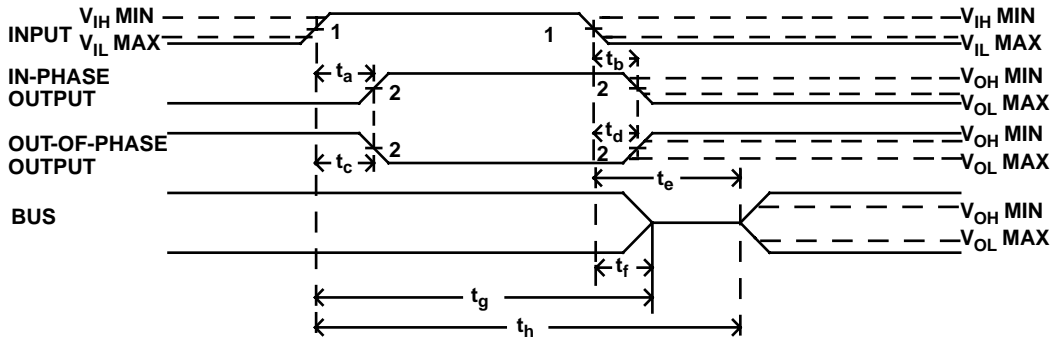 V_IH MIN V_IH MIN
INPUT 1 1
V_IL MAX V_IL MAX
t_a t_b
IN-PHASE
OUTPUT 2 2
V_OH MIN
V_OL MAX
OUT-OF-PHASE
OUTPUT
t_c 2 2 t_d
V_OH MIN
V_OL MAX
t_e
BUS
V_OH MIN
V_OL MAX
t_f
t_g
t_h